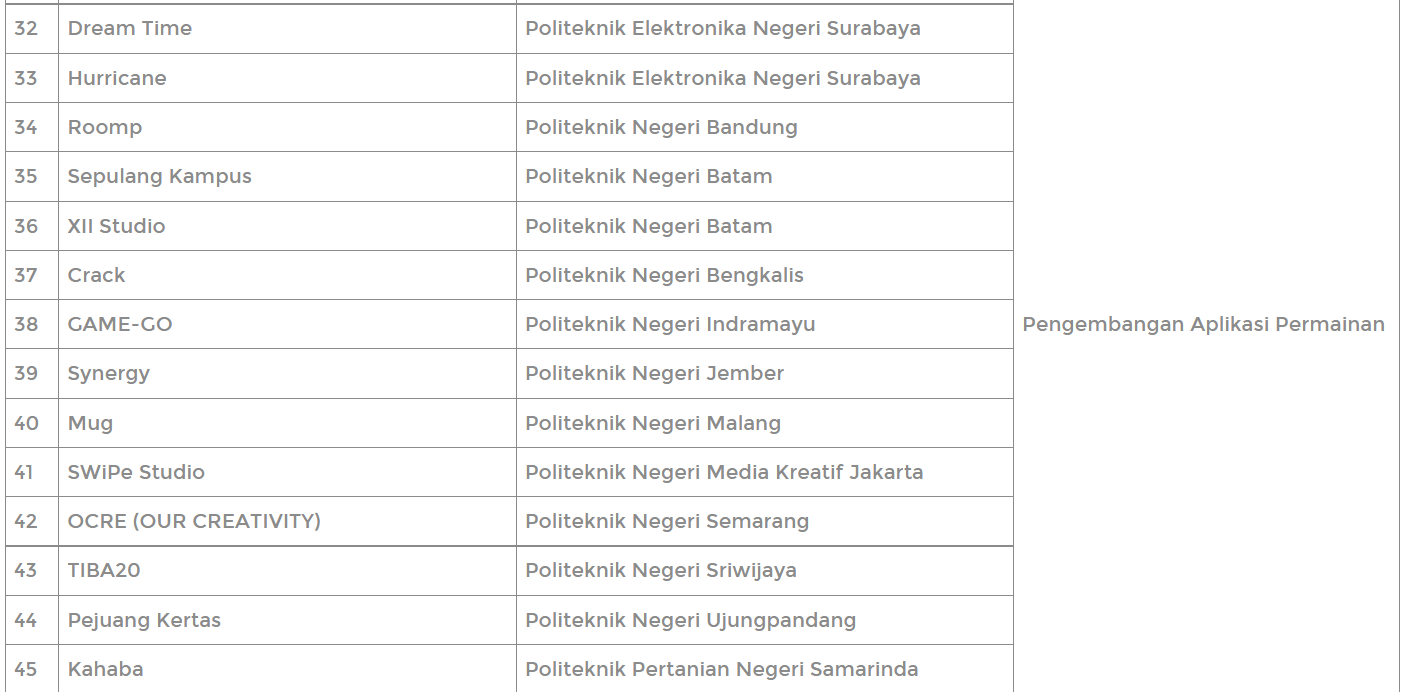 32 Dream Time Politeknik Elektronika Negeri Surabaya
33 Hurricane Politeknik Elektronika Negeri Surabaya
34 Roomp Politeknik Negeri Bandung
35 Sepulang Kampus Politeknik Negeri Batam
36 XII Studio Politeknik Negeri Batam
37 Crack Politeknik Negeri Bengkalis
38 GAME-GO Politeknik Negeri Indramayu Pengembangan Aplikasi Permainan
39 Synergy Politeknik Negeri Jember
40 Mug Politeknik Negeri Malang
41 SWiPe Studio Politeknik Negeri Media Kreatif Jakarta
42 OCRE (OUR CREATIVITY) Politeknik Negeri Semarang
43 TIBA20 Politeknik Negeri Sriwijaya
44 Pejuang Kertas Politeknik Negeri Ujungpandang
45 Kahaba Politeknik Pertanian Negeri Samarinda